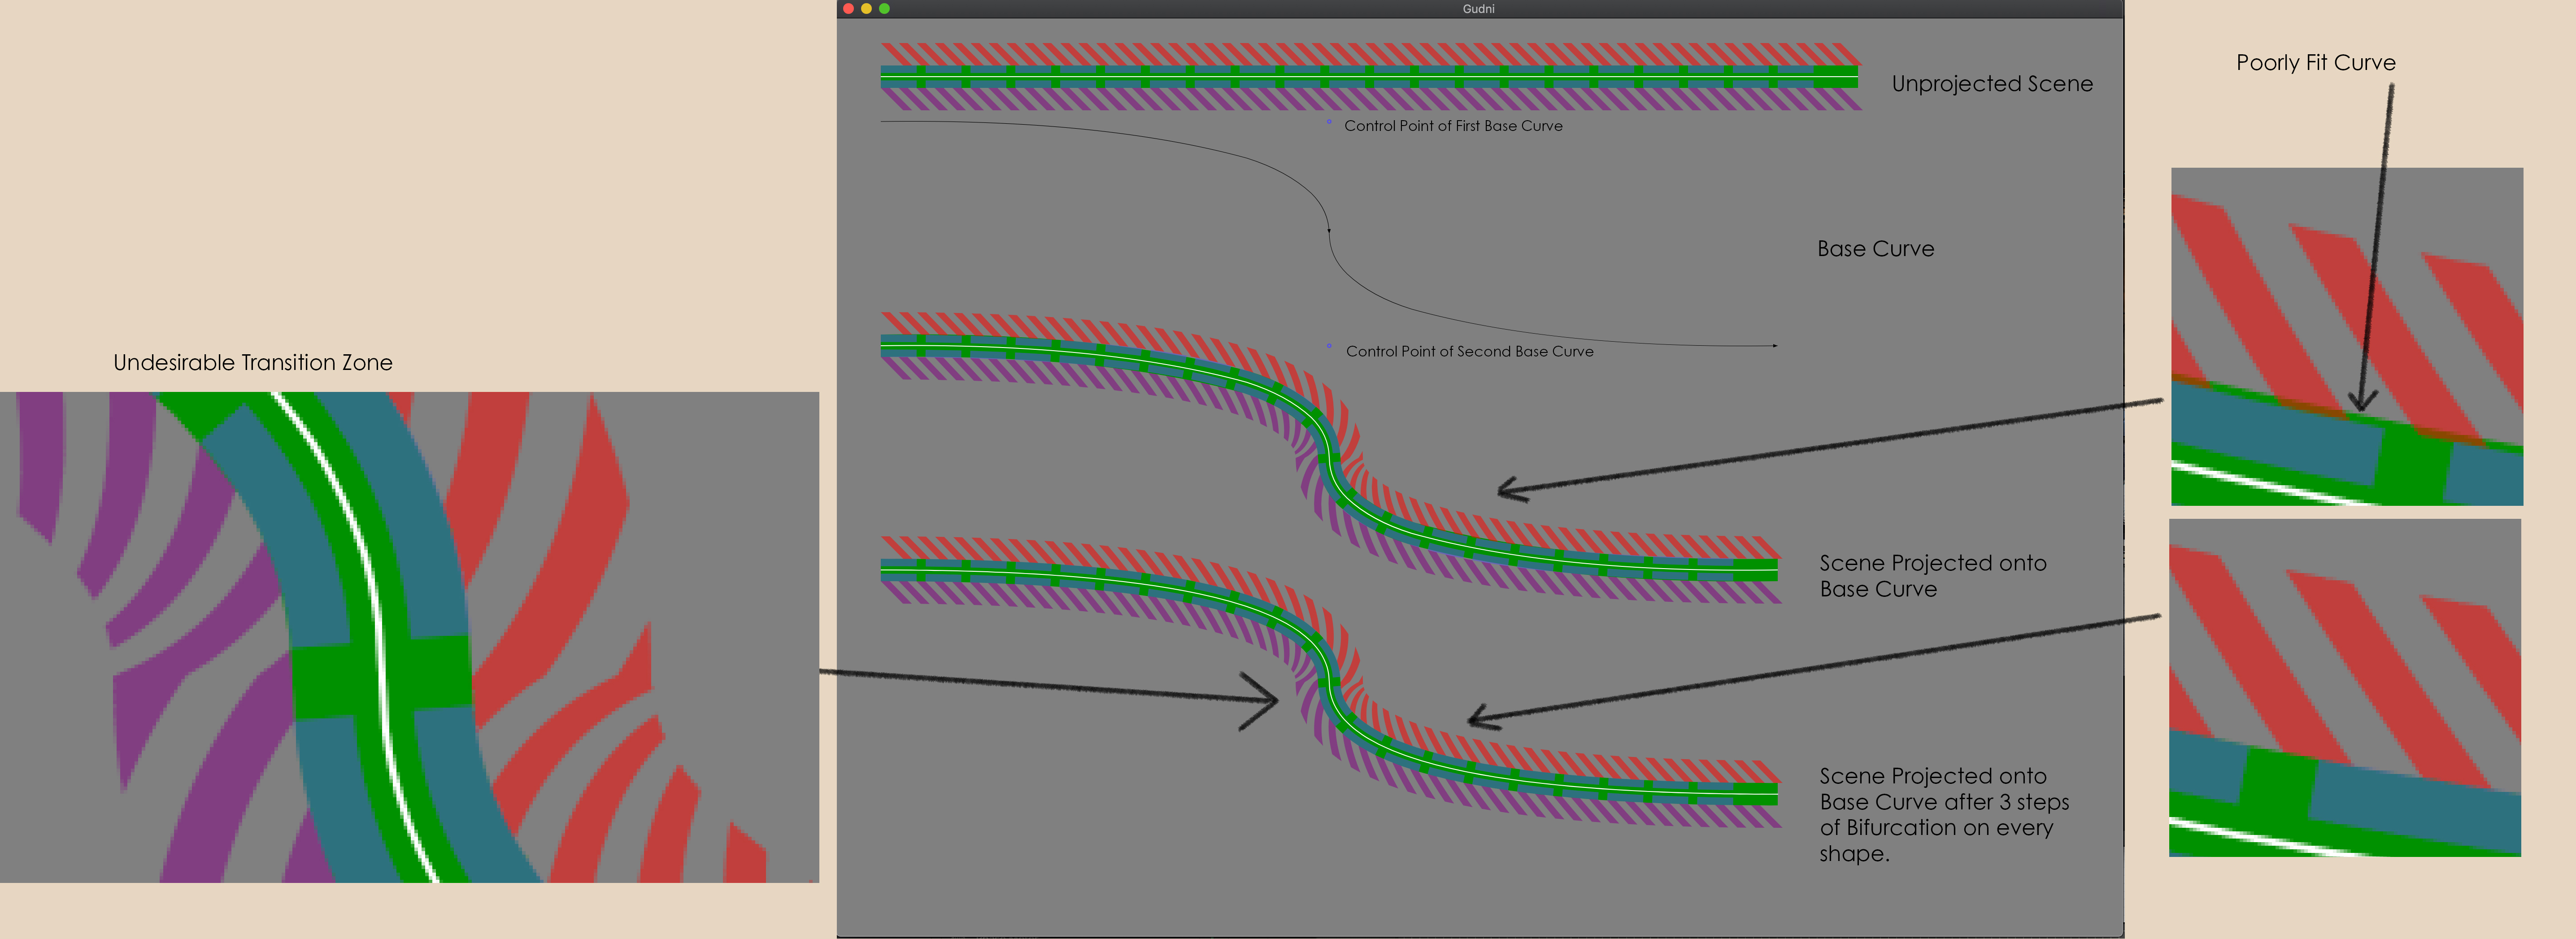 Gudni
Unprojected Scene
Control Point of First Base Curve
Base Curve
Control Point of Second Base Curve
Scene Projected onto
Base Curve
Scene Projected onto
Base Curve after 3 steps
of Bifurcation on every
shape.
Undesirable Transition Zone
Poorly Fit Curve